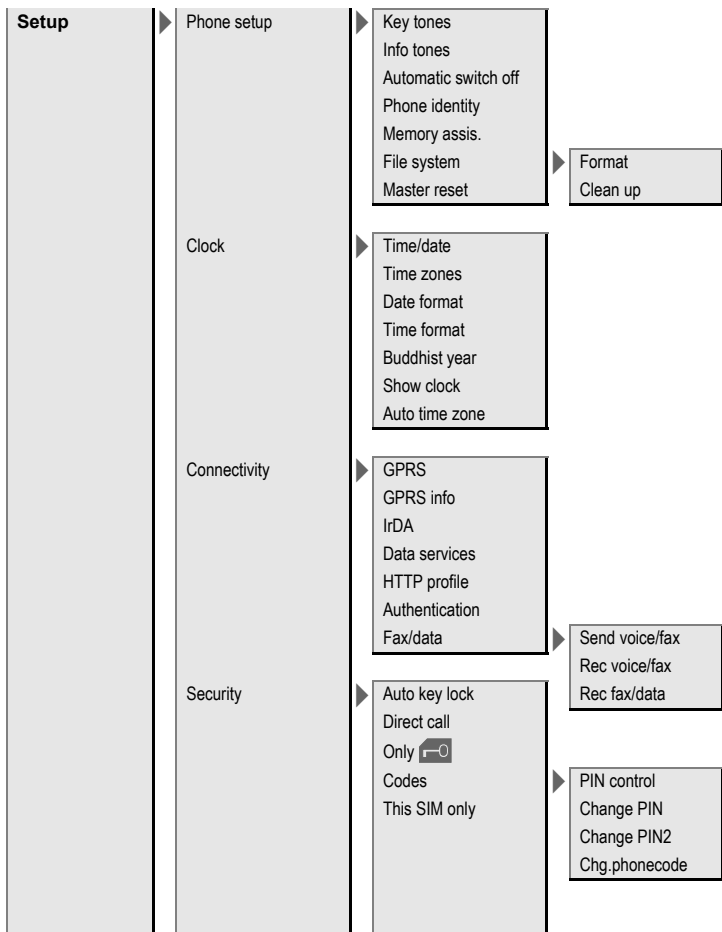 Setup
Phone setup
Key tones
Info tones
Automatic switch off
Phone identity
Memory assis.
File system
Format
Clean up
Master reset
Clock
Time/date
Time zones
Date format
Time format
Buddhist year
Show clock
Auto time zone
Connectivity
GPRS
GPRS info
IrDA
Data services
HTTP profile
Authentication
Fax/data
Send voice/fax
Rec voice/fax
Rec fax/data
Security
Auto key lock
Direct call
Only
Codes
PIN control
Change PIN
Change PIN2
Chg.phonecode
This SIM only